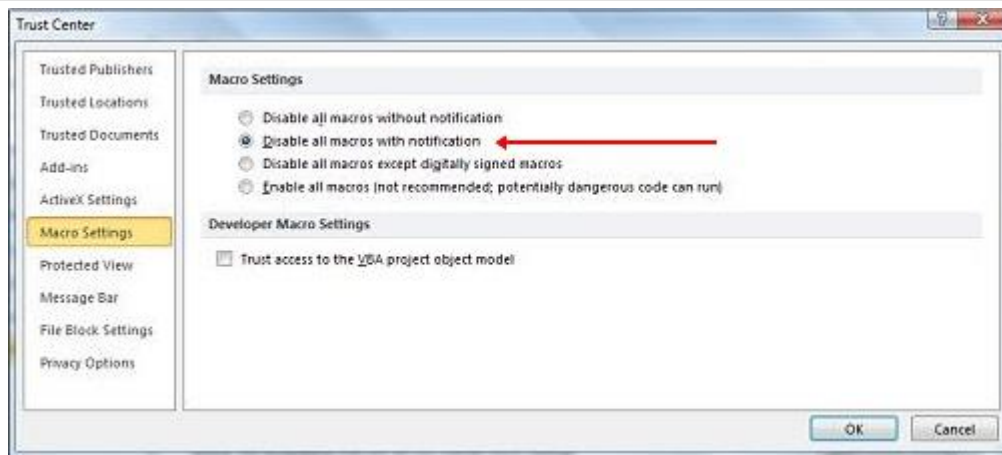 Trust Center
Trusted Publishers
Trusted Locations
Trusted Documents
Add-ins
ActiveX Settings
Macro Settings
Protected View
Message Bar
File Block Settings
Privacy Options
Macro Settings
Disable all macros without notification
Disable all macros with notification
Disable all macros except digitally signed macros
Enable all macros (not recommended; potentially dangerous code can run)
Developer Macro Settings
Trust access to the VBA project object model
OK
Cancel